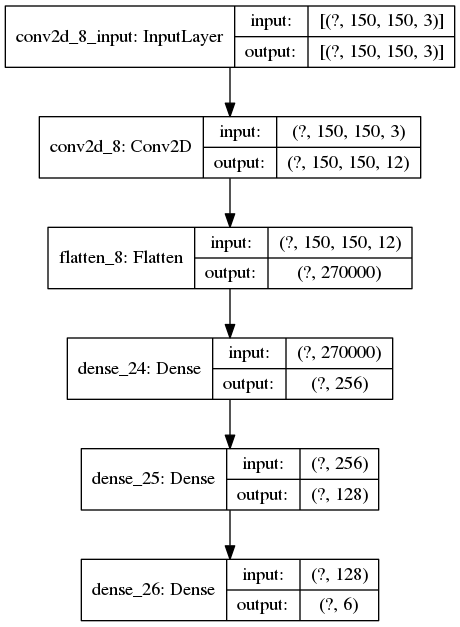 conv2d_8_input: InputLayer
input: [(?, 150, 150, 3)]
output: [(?, 150, 150, 3)]
conv2d_8: Conv2D
input: (?, 150, 150, 3)
output: (?, 150, 150, 12)
flatten_8: Flatten
input: (?, 150, 150, 12)
output: (?, 270000)
dense_24: Dense
input: (?, 270000)
output: (?, 256)
dense_25: Dense
input: (?, 256)
output: (?, 128)
dense_26: Dense
input: (?, 128)
output: (?, 6)